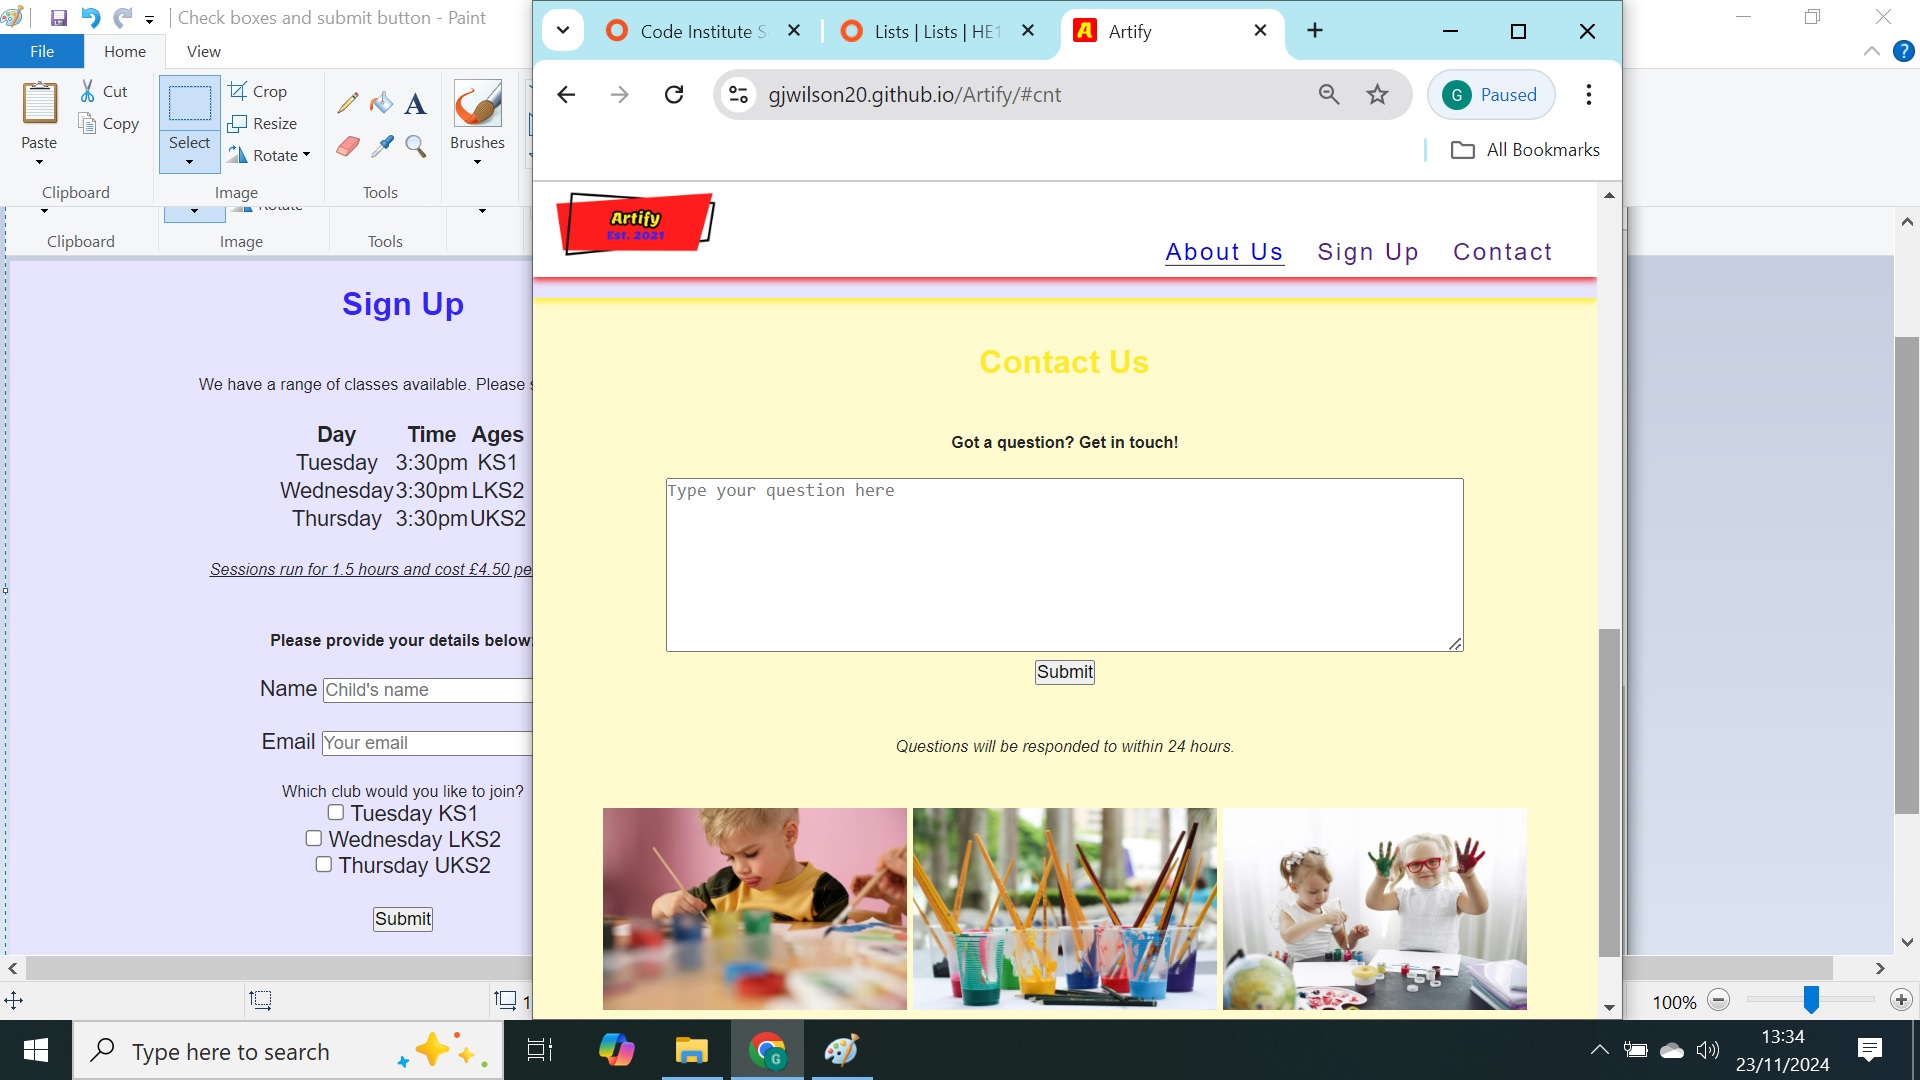 Check boxes and submit button - Paint
File
Home
View
Paste
Cut
Copy
Clipboard
Select
Crop
Resize
Rotate
Image
A
Tools
Brushes
Clipboard
Image
Tools
Sign Up
We have a range of classes available. Please
Day Time Ages
Tuesday 3:30pm KS1
Wednesday 3:30pm LKS2
Thursday 3:30pm UKS2
Sessions run for 1.5 hours and cost £4.50 pe
Please provide your details below:
Name Child's name
Email Your email
Which club would you like to join?
Tuesday KS1
Wednesday LKS2
Thursday UKS2
Submit
Code Institute
Lists | Lists | HE1
A Artify
gjwilson20.github.io/Artify/#cnt
G Paused
All Bookmarks
Artify
Est. 2021
About Us
Sign Up
Contact
Contact Us
Got a question? Get in touch!
Type your question here
Submit
Questions will be responded to within 24 hours.
1
100%
?
Type here to search
G
13:34
23/11/2024